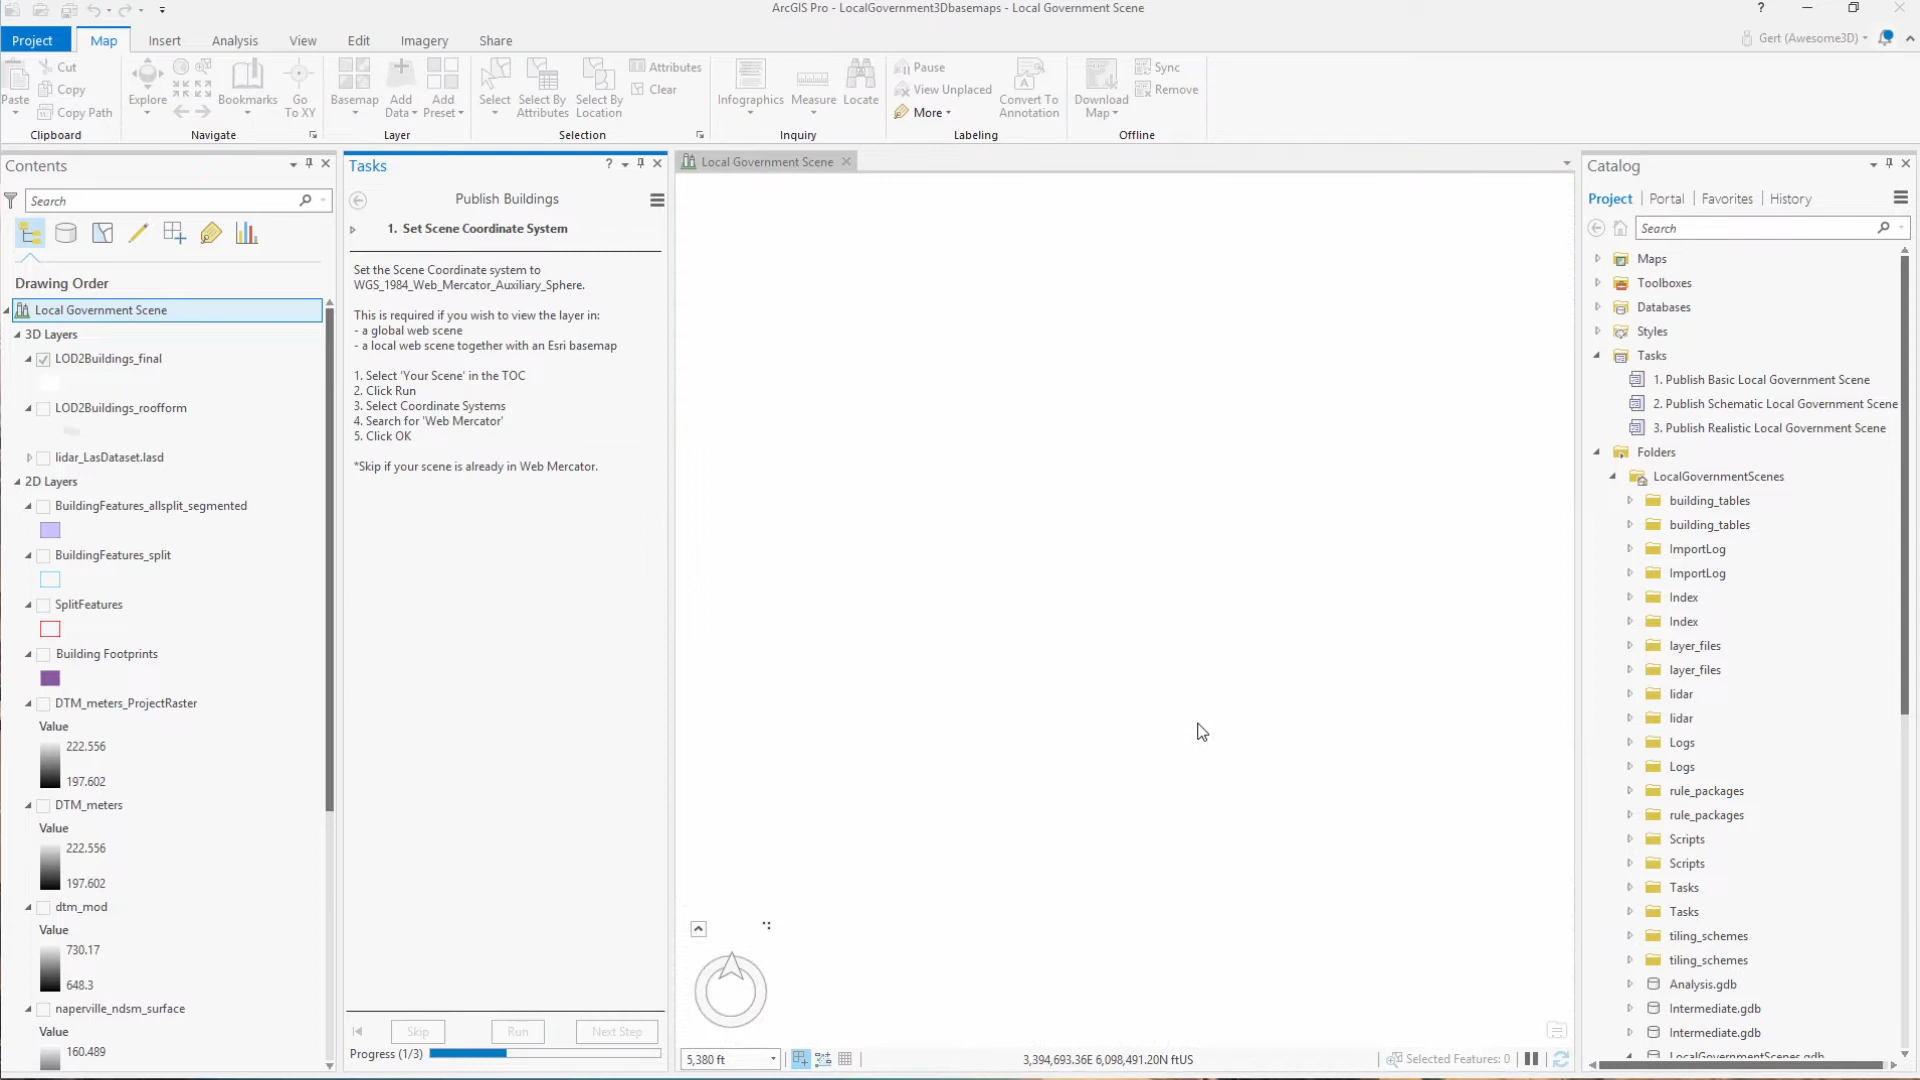 ArcGIS Pro - LocalGovernment3Dbasemaps - Local Government Scene
?
Project
Map
Insert
Analysis
View
Edit
Imagery
Share
Gert (Awesome3D)
Paste
Cut
Copy
Copy Path
Clipboard
Explore
Bookmarks
Go
To XY
Navigate
Basemap
Add
Data
Add
Preset
Layer
Select
Select By
Attributes
Select By
Location
Attributes
Clear
Selection
Infographics
Measure
Locate
Inquiry
Pause
View Unplaced
More
Convert To
Annotation
Labeling
Download
Map
Sync
Remove
Offline
Contents
Search
Drawing Order
Local Government Scene
3D Layers
LOD2Buildings_final
LOD2Buildings_roofform
lidar_LasDataset.lasd
2D Layers
BuildingFeatures_allsplit_segmented
BuildingFeatures_split
SplitFeatures
Building Footprints
DTM_meters_ProjectRaster
Value
222.556
197.602
DTM_meters
Value
222.556
197.602
dtm_mod
Value
730.17
648.3
naperville_ndsm_surface
Value
160.489
Tasks
?
Publish Buildings
1. Set Scene Coordinate System
Set the Scene Coordinate system to
WGS_1984_Web_Mercator_Auxiliary_Sphere.
This is required if you wish to view the layer in:
- a global web scene
- a local web scene together with an Esri basemap
1. Select 'Your Scene' in the TOC
2. Click Run
3. Select Coordinate Systems
4. Search for 'Web Mercator'
5. Click OK
*Skip if your scene is already in Web Mercator.
Skip
Run
Next Step
Progress (1/3)
Local Government Scene
5,380 ft
3,394,693.36E 6,098,491.20N ftUS
Selected Features: 0
Catalog
Project
Portal
Favorites
History
Search
Maps
Toolboxes
Databases
Styles
Tasks
1. Publish Basic Local Government Scene
2. Publish Schematic Local Government Scene
3. Publish Realistic Local Government Scene
Folders
LocalGovernmentScenes
building_tables
building_tables
ImportLog
ImportLog
Index
Index
layer_files
layer_files
lidar
lidar
Logs
Logs
rule_packages
rule_packages
Scripts
Scripts
Tasks
Tasks
tiling_schemes
tiling_schemes
Analysis.gdb
Intermediate.gdb
Intermediate.gdb
LocalGovernmentScenes.gdb